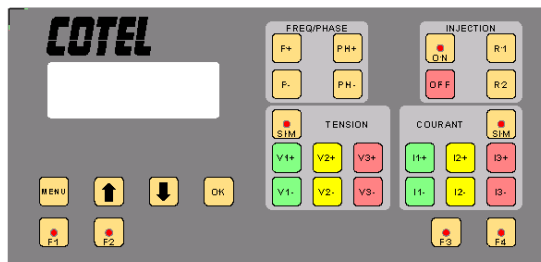 COTEL
FREQ/PHASE
F+ PH+
F- PH-
INJECTION
ON R1
OFF R2
SIM TENSION
V1+ V2+ V3+
V1- V2- V3-
COURANT SIM
I1+ I2+ I3+
I1- I2- I3-
MENU OK
F1 F2 F3 F4